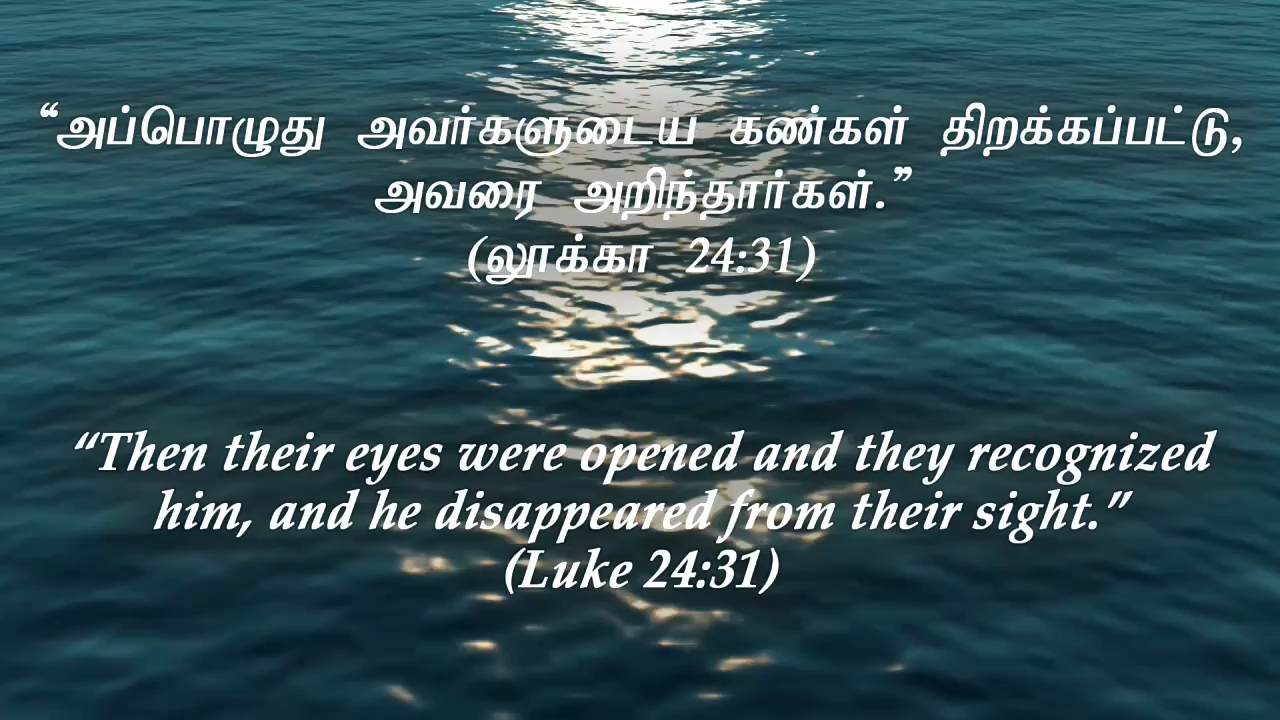 “அப்பொழுது அவர்களுடைய கண்கள் திறக்கப்பட்டு,
அவரை அறிந்தார்கள்.”
(லூக்கா 24:31)
“Then their eyes were opened and they recognized
him, and he disappeared from their sight.”
(Luke 24:31)